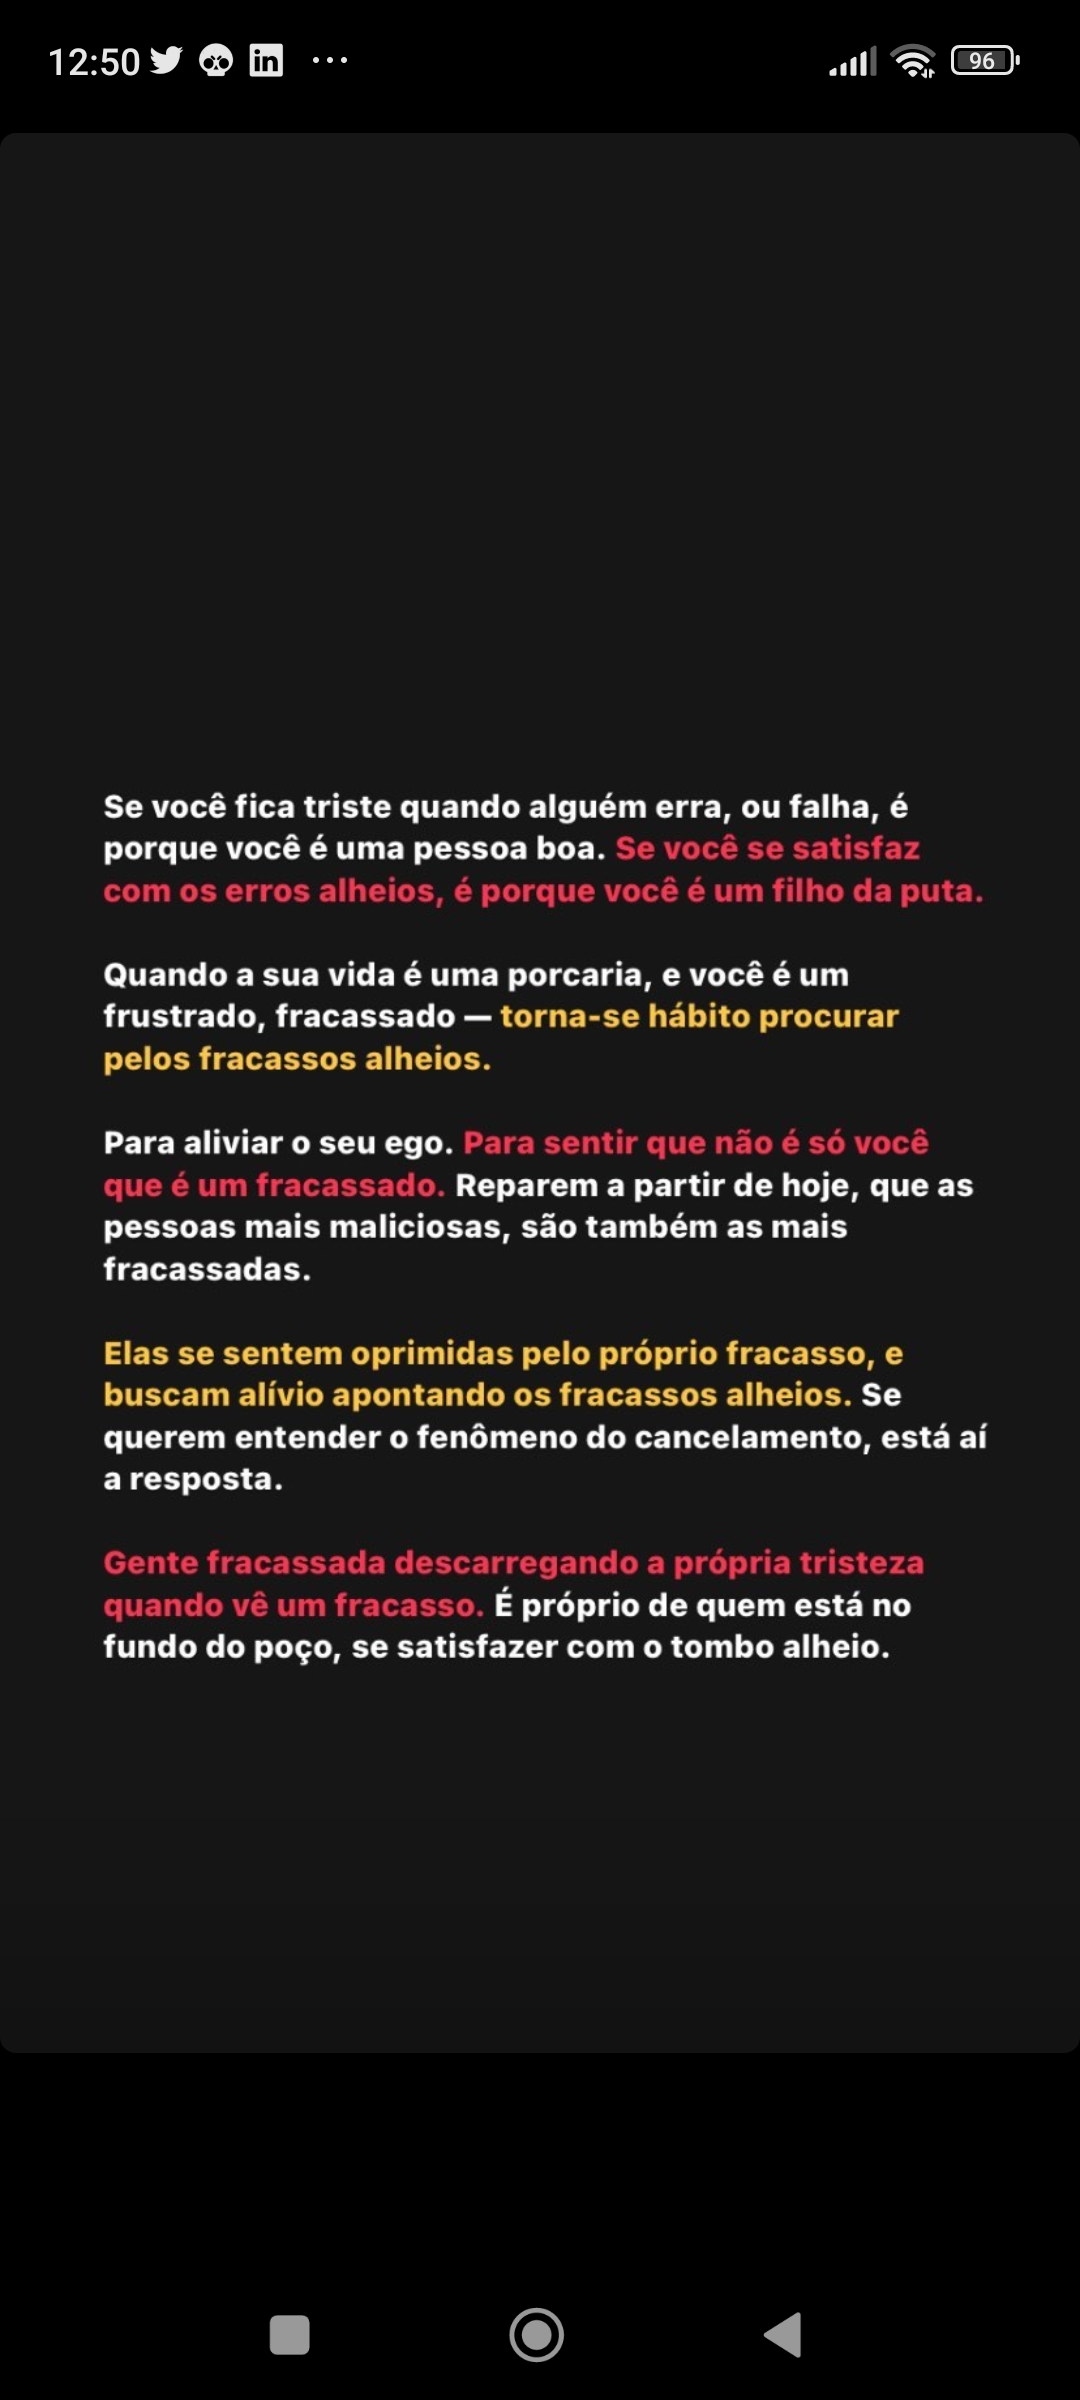 12:50
96
Se você fica triste quando alguém erra, ou falha, é
porque você é uma pessoa boa. Se você se satisfaz
com os erros alheios, é porque você é um filho da puta.
Quando a sua vida é uma porcaria, e você é um
frustrado, fracassado — torna-se hábito procurar
pelos fracassos alheios.
Para aliviar o seu ego. Para sentir que não é só você
que é um fracassado. Reparem a partir de hoje, que as
pessoas mais maliciosas, são também as mais
fracassadas.
Elas se sentem oprimidas pelo próprio fracasso, e
buscam alívio apontando os fracassos alheios. Se
querem entender o fenômeno do cancelamento, está aí
a resposta.
Gente fracassada descarregando a própria tristeza
quando vê um fracasso. É próprio de quem está no
fundo do poço, se satisfazer com o tombo alheio.